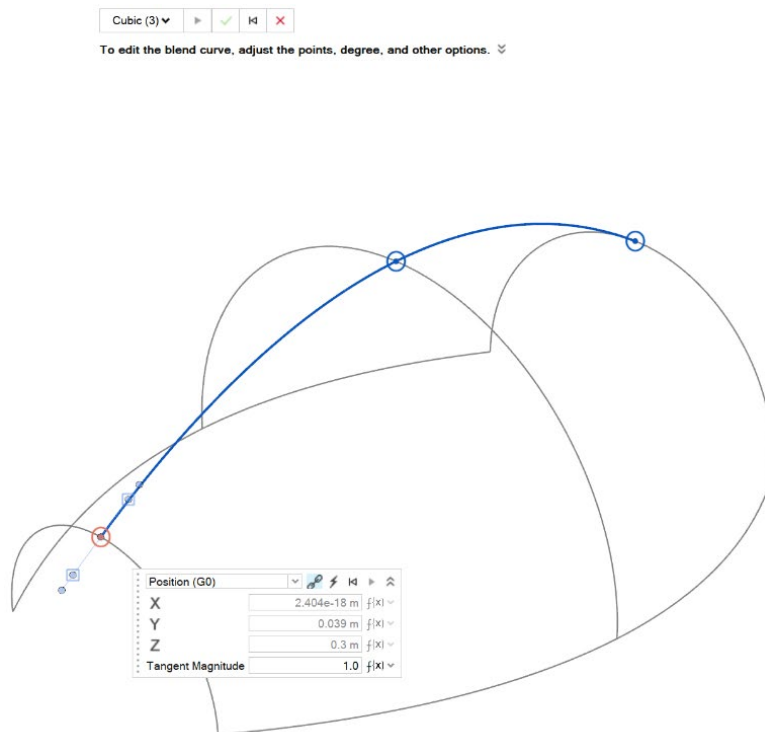 Cubic (3)
To edit the blend curve, adjust the points, degree, and other options.
Position (G0)
X 2.404e-18 m f(x)
Y 0.039 m f(x)
Z 0.3 m f(x)
Tangent Magnitude 1.0 f(x)